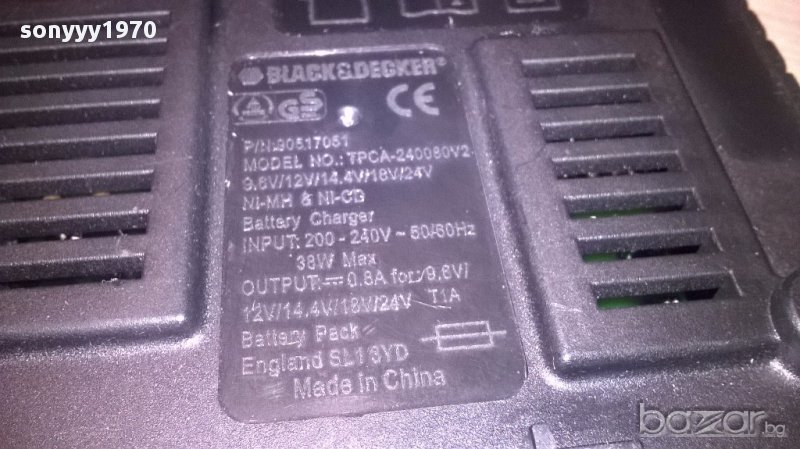 sonyyy1970
BLACK&DECKER®
GS
CE
P/N:90517051
MODEL NO.: TPCA-240080V2
9.6V/12V/14.4V/18V/24V
Ni-MH & Ni-CD
Battery Charger
INPUT: 200 - 240V ~ 50/60Hz
38W Max
OUTPUT: 0.8A for: 9.6V/
12V/14.4V/18V/24V T1A
Battery Pack
England SL1 3YD
Made in China
bazar.bg